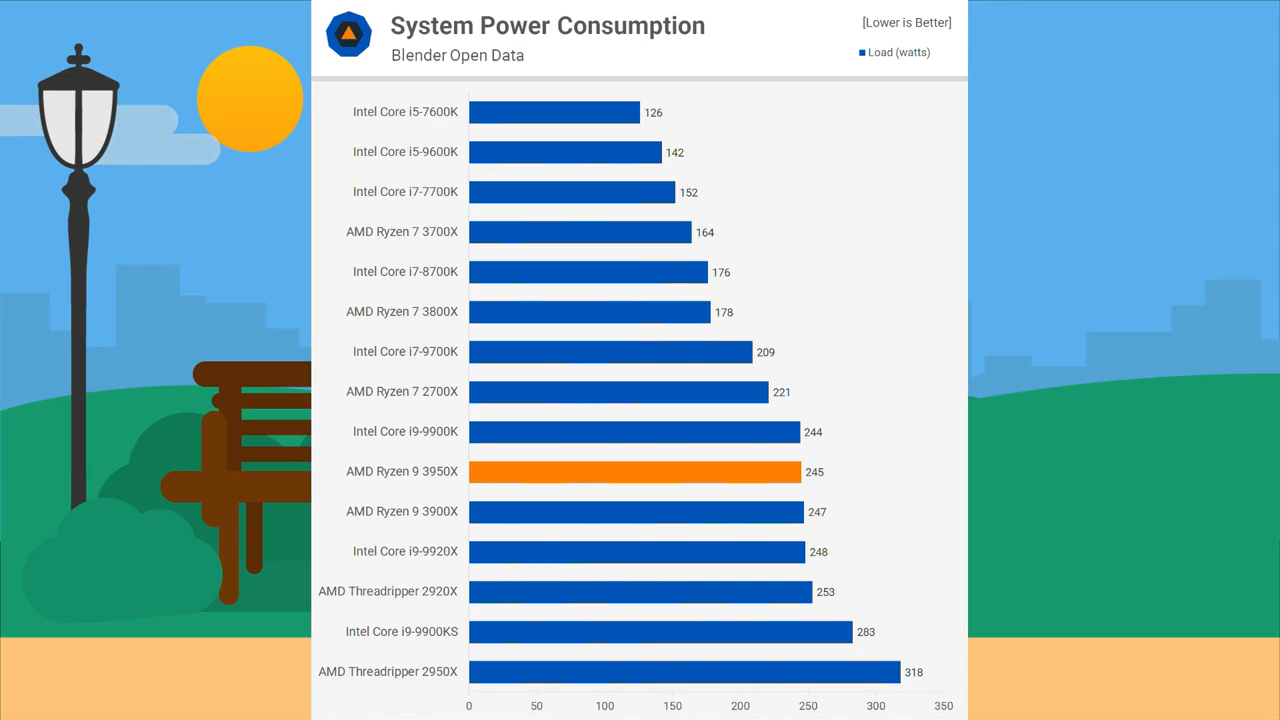 System Power Consumption
[Lower is Better]
Blender Open Data
Load (watts)
Intel Core i5-7600K 126
Intel Core i5-9600K 142
Intel Core i7-7700K 152
AMD Ryzen 7 3700X 164
Intel Core i7-8700K 176
AMD Ryzen 7 3800X 178
Intel Core i7-9700K 209
AMD Ryzen 7 2700X 221
Intel Core i9-9900K 244
AMD Ryzen 9 3950X 245
AMD Ryzen 9 3900X 247
Intel Core i9-9920X 248
AMD Threadripper 2920X 253
Intel Core i9-9900KS 283
AMD Threadripper 2950X 318
0 50 100 150 200 250 300 350